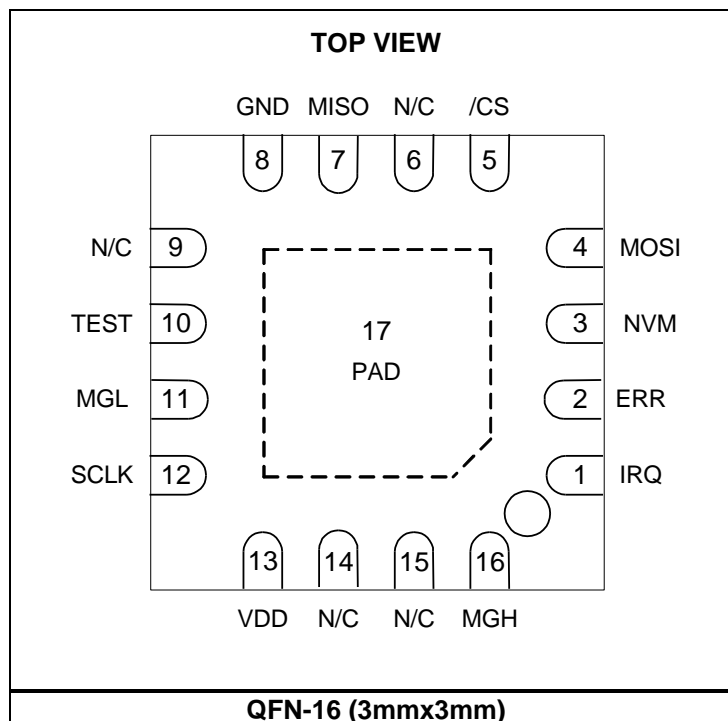 TOP VIEW
GND MISO N/C /CS
8 7 6 5
N/C 9 4 MOSI
TEST 10 17 3 NVM
PAD
MGL 11 2 ERR
SCLK 12 1 IRQ
13 14 15 16
VDD N/C N/C MGH
QFN-16 (3mmx3mm)